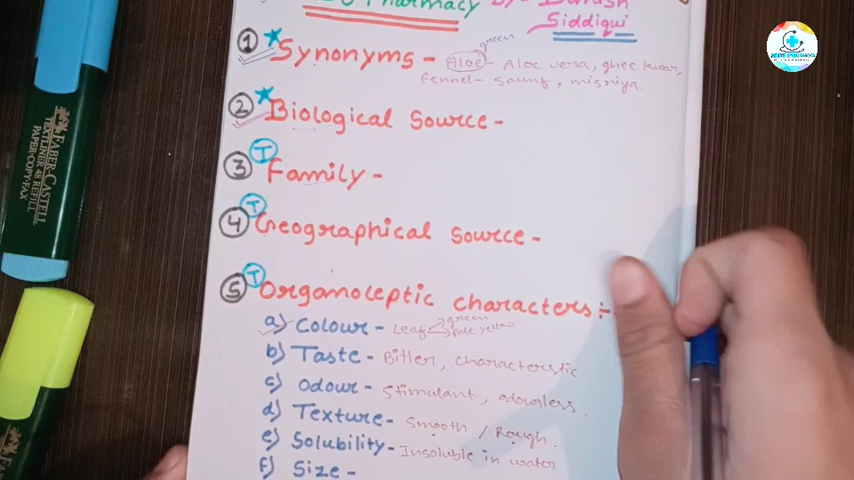 Pharmacy by-
Siddiqui
① Synonyms - Aloe - Aloe vera, ghee kuar,
green
fennel - saunf, misriya.
② Biological Source -
③ T Family -
④ T Geographical Source -
⑤ T Organoleptic characters :-
a) Colour - Leaf green
pale yellow
b) Taste - Bitter, characteristic
c) Odour - Stimulant, odourless.
d) Texture - Smooth / Rough.
e) Solubility - Insoluble in water
f) Size -
FABER-CASTELL
TEXTLINER 48 REFILL
PAPER-COPY-FAX